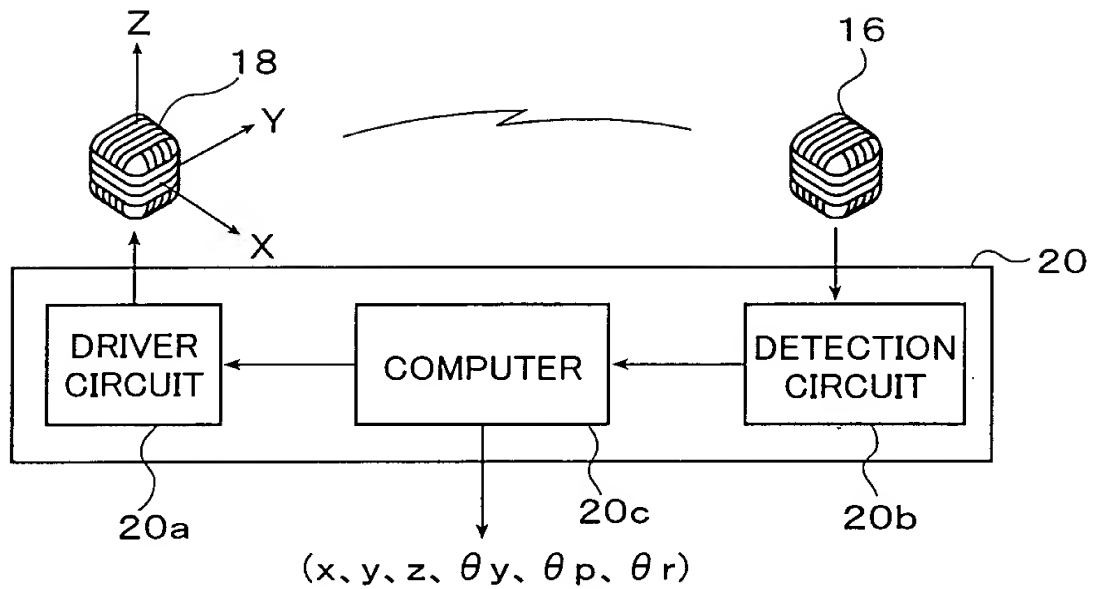 Z
18
16
Y
X
20
DRIVER
CIRCUIT
COMPUTER
DETECTION
CIRCUIT
20a
20c
20b
(x、y、z、θy、θp、θr)